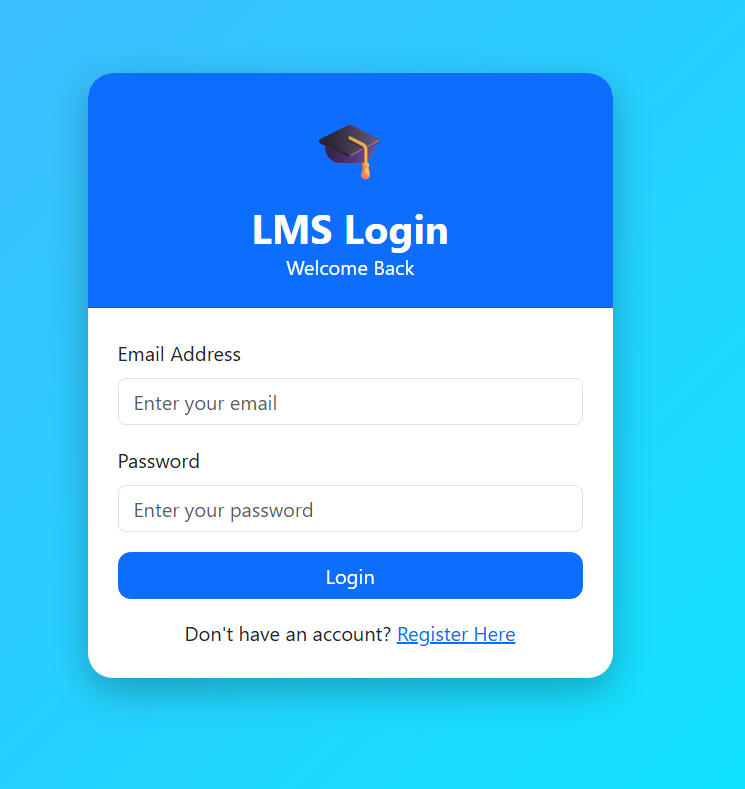 LMS Login
Welcome Back
Email Address
Enter your email
Password
Enter your password
Login
Don't have an account? Register Here